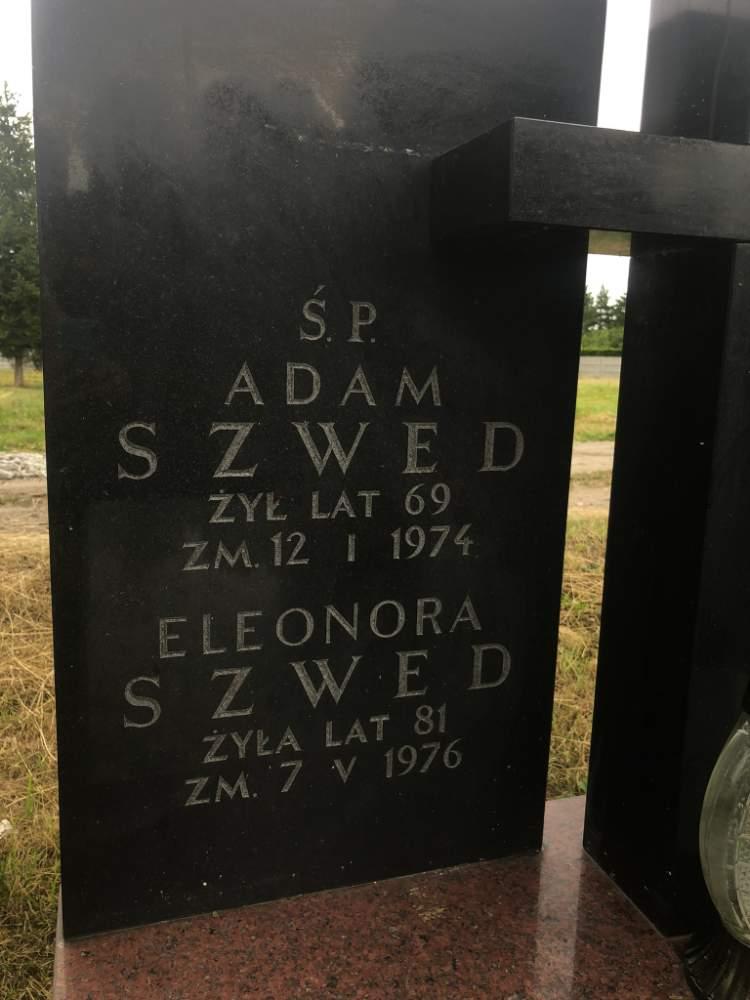 Ś.P.
ADAM
SZWED
ŻYŁ LAT 69
ZM. 12 I 1974
ELEONORA
SZWED
ŻYŁA LAT 81
ZM. 7 V 1976